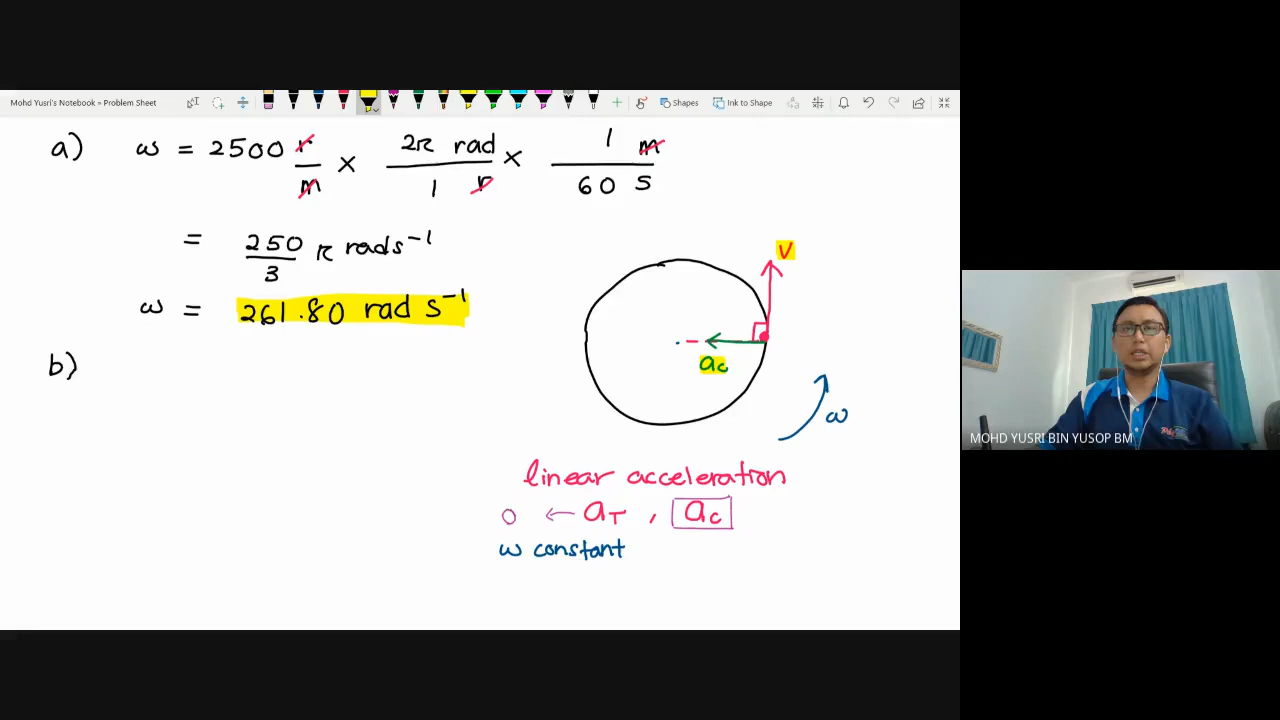 Mohd Yusri's Notebook » Problem Sheet
Shapes
Ink to Shape
a) ω = 2500 r/m × 2π rad / 1 r × 1 m / 60 s
= 250/3 π rads⁻¹
ω = 261.80 rad s⁻¹
b)
v
ac
ω
linear acceleration
0 ← aT , ac
ω constant
MOHD YUSRI BIN YUSOP BM